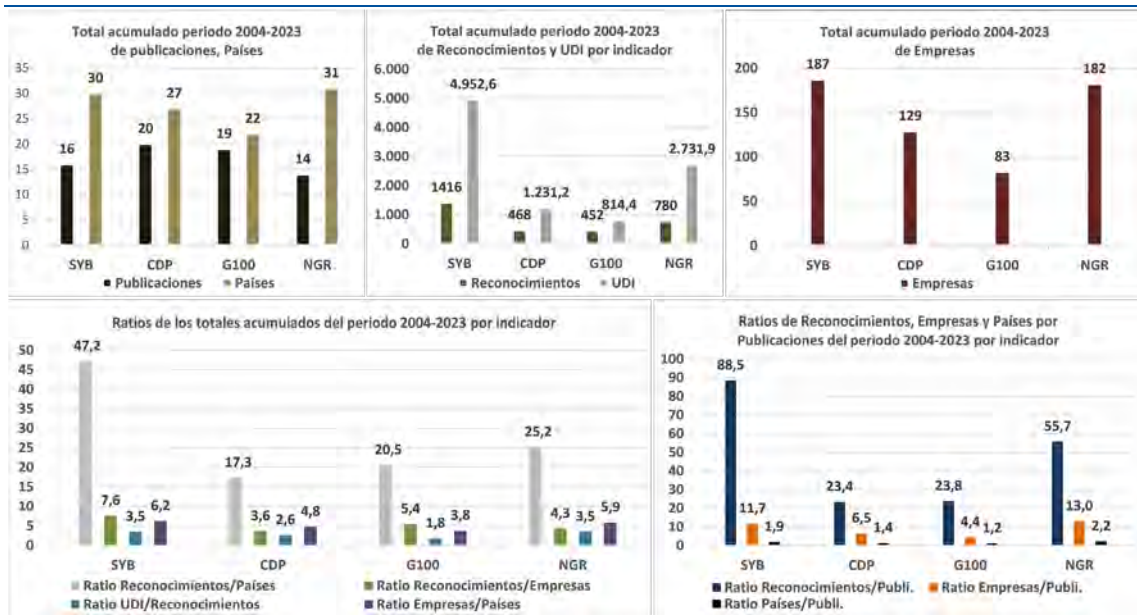 Total acumulado periodo 2004-2023
de publicaciones, Países
35
30
25
20
15
10
5
0
16
30
20
27
19
22
14
31
SYB
CDP
G100
NGR
Publicaciones
Países
Total acumulado periodo 2004-2023
de Reconocimientos y UDI por indicador
6.000
5.000
4.000
3.000
2.000
1.000
0
1416
4.952,6
468
1.231,2
452
814,4
780
2.731,9
SYB
CDP
G100
NGR
Reconocimientos
UDI
Total acumulado periodo 2004-2023
de Empresas
200
150
100
50
0
187
129
83
182
SYB
CDP
G100
NGR
Empresas
Ratios de los totales acumulados del periodo 2004-2023 por indicador
50
45
40
35
30
25
20
15
10
5
0
47,2
7,6
3,5
6,2
17,3
3,6
2,6
4,8
20,5
5,4
1,8
3,8
25,2
4,3
3,5
5,9
SYB
CDP
G100
NGR
Ratio Reconocimientos/Países
Ratio Reconocimientos/Empresas
Ratio UDI/Reconocimientos
Ratio Empresas/Países
Ratios de Reconocimientos, Empresas y Países por
Publicaciones del periodo 2004-2023 por indicador
100
90
80
70
60
50
40
30
20
10
0
88,5
11,7
1,9
23,4
6,5
1,4
23,8
4,4
1,2
55,7
13,0
2,2
SYB
CDP
G100
NGR
Ratio Reconocimientos/Publi.
Ratio Empresas/Publi.
Ratio Países/Publi.